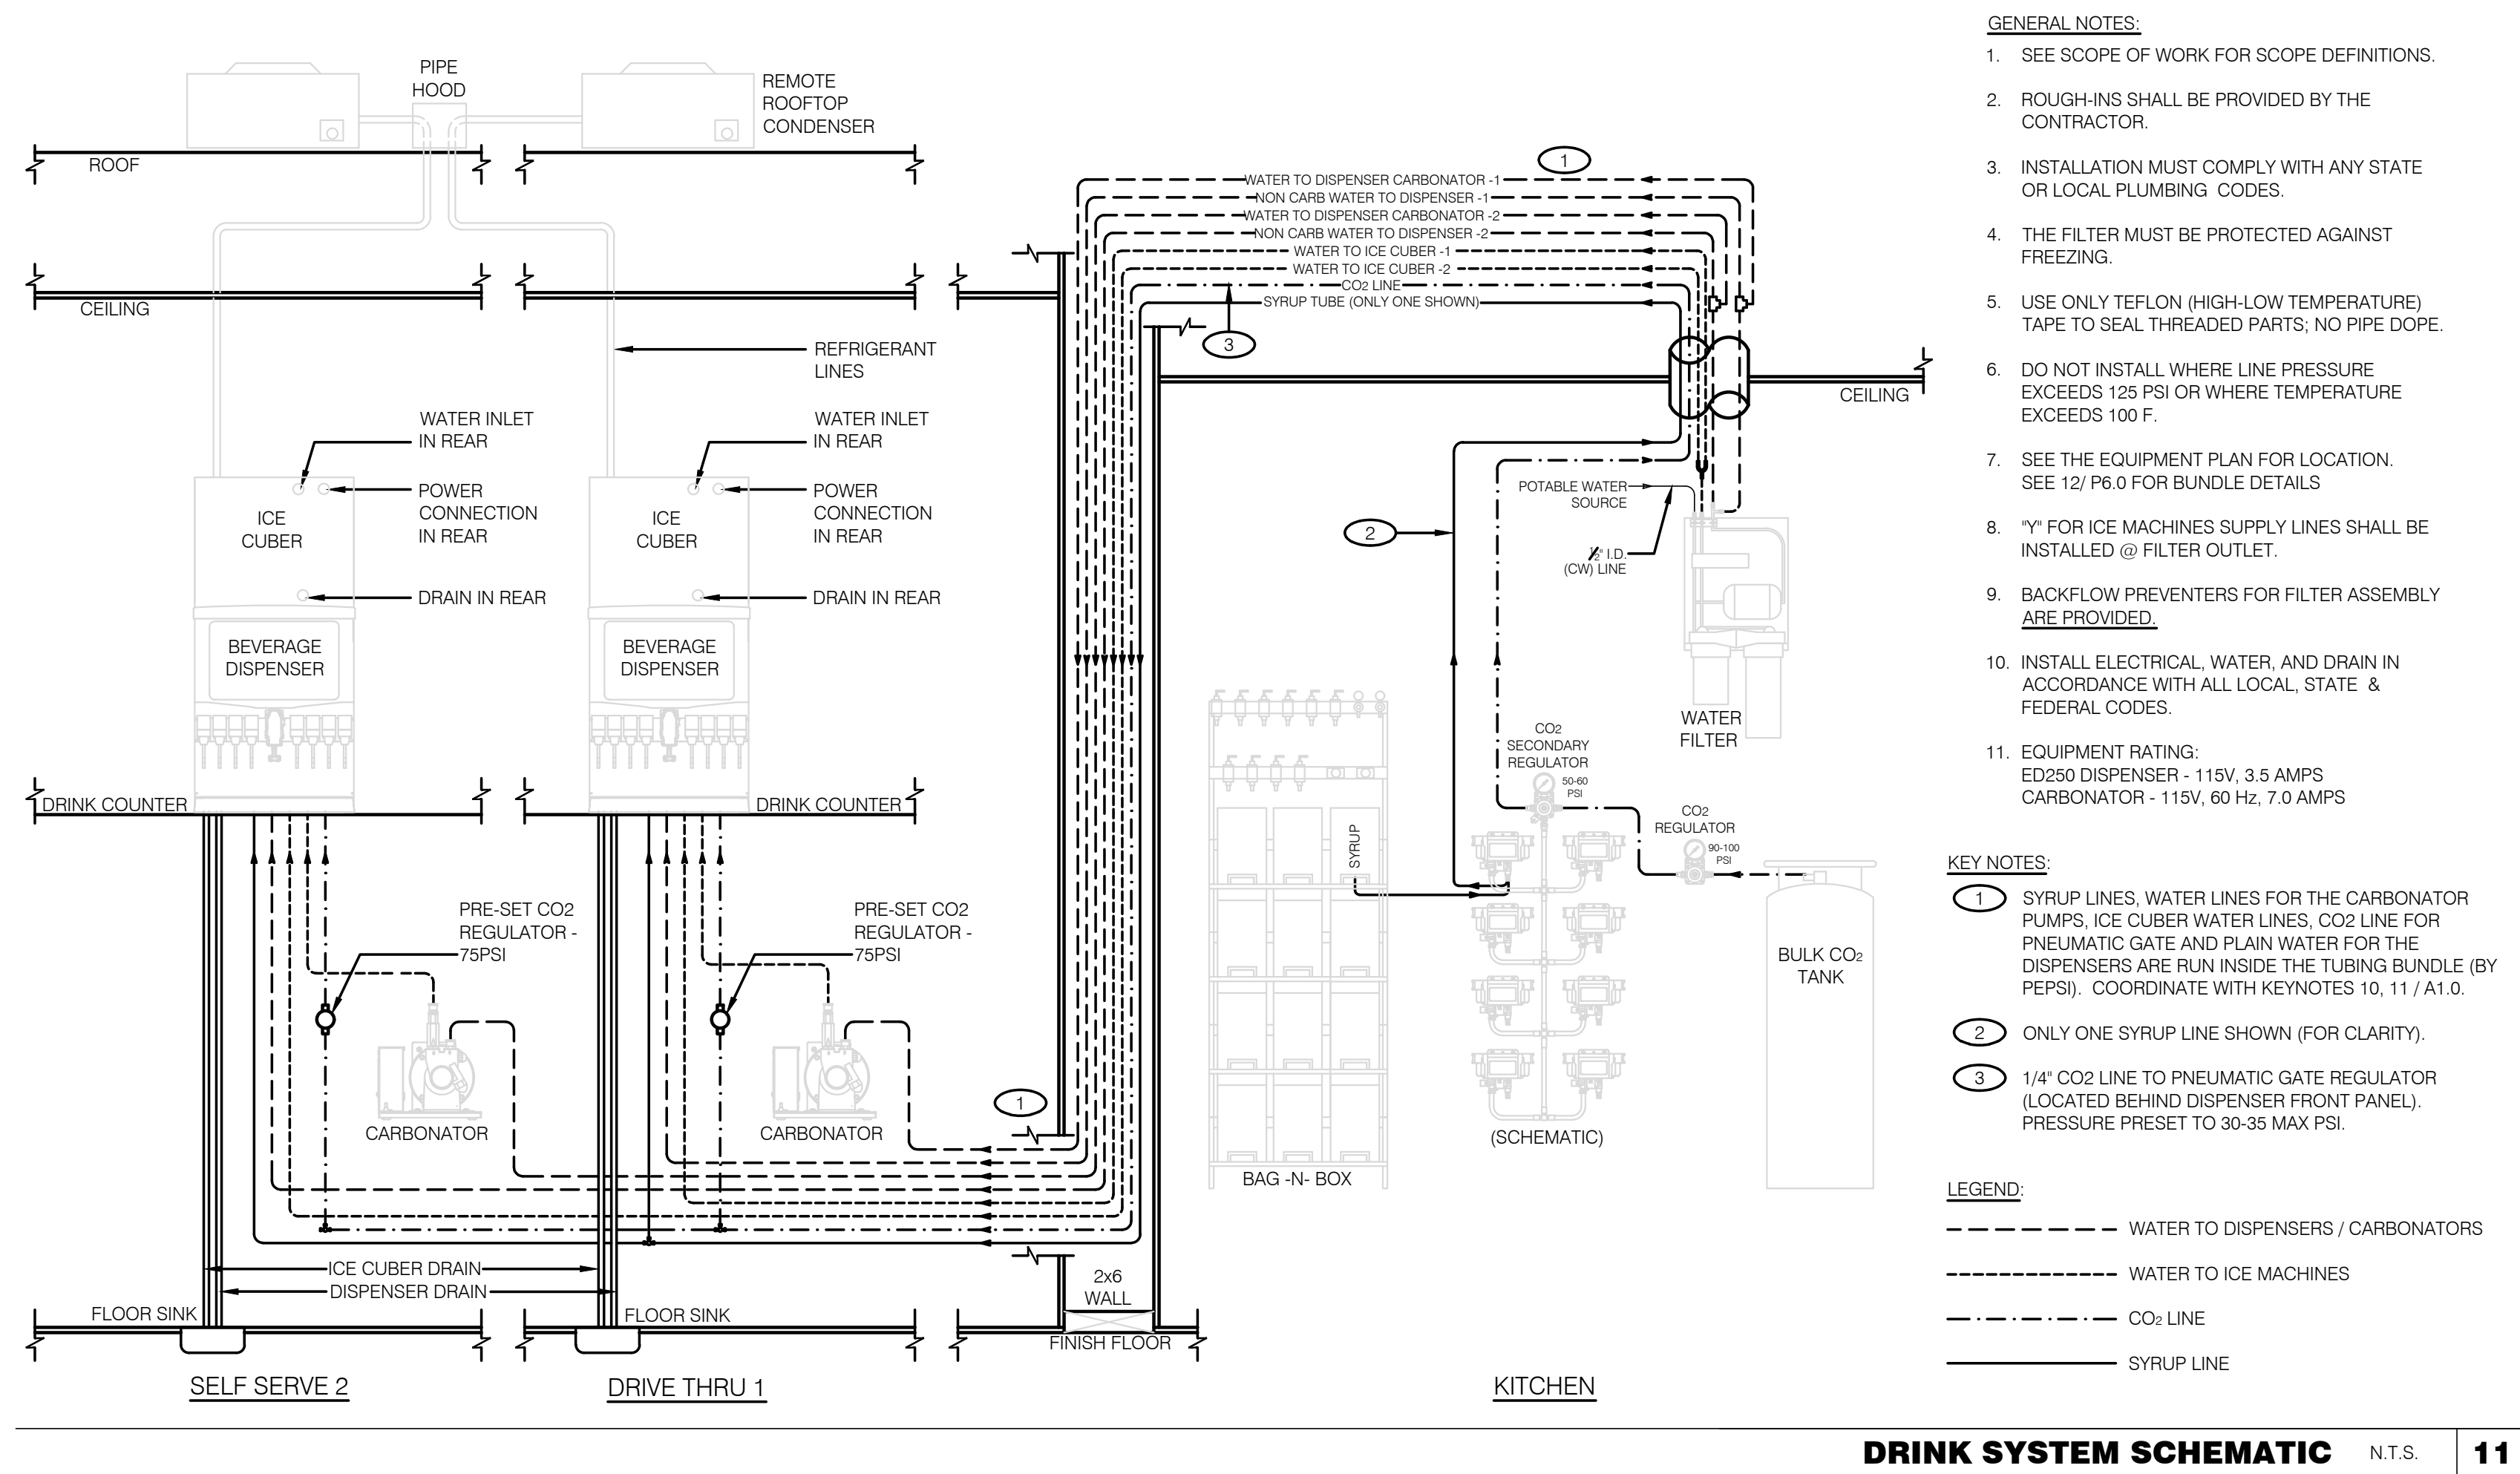 PIPE
HOOD
REMOTE
ROOFTOP
CONDENSER
ROOF
CEILING
REFRIGERANT
LINES
WATER INLET
IN REAR
POWER
CONNECTION
IN REAR
ICE
CUBER
DRAIN IN REAR
BEVERAGE
DISPENSER
WATER INLET
IN REAR
POWER
CONNECTION
IN REAR
ICE
CUBER
DRAIN IN REAR
BEVERAGE
DISPENSER
DRINK COUNTER
DRINK COUNTER
PRE-SET CO2
REGULATOR -
75PSI
PRE-SET CO2
REGULATOR -
75PSI
CARBONATOR
CARBONATOR
ICE CUBER DRAIN
DISPENSER DRAIN
FLOOR SINK
FLOOR SINK
SELF SERVE 2
DRIVE THRU 1
1
WATER TO DISPENSER CARBONATOR -1
NON CARB WATER TO DISPENSER -1
WATER TO DISPENSER CARBONATOR -2
NON CARB WATER TO DISPENSER -2
WATER TO ICE CUBER -1
WATER TO ICE CUBER -2
CO2 LINE
SYRUP TUBE (ONLY ONE SHOWN)
3
CEILING
POTABLE WATER
SOURCE
2
½" I.D.
(CW) LINE
WATER
FILTER
CO2
SECONDARY
REGULATOR
50-60
PSI
CO2
REGULATOR
90-100
PSI
SYRUP
BULK CO2
TANK
1
(SCHEMATIC)
BAG -N- BOX
2x6
WALL
FINISH FLOOR
KITCHEN
GENERAL NOTES:
1. SEE SCOPE OF WORK FOR SCOPE DEFINITIONS.
2. ROUGH-INS SHALL BE PROVIDED BY THE
CONTRACTOR.
3. INSTALLATION MUST COMPLY WITH ANY STATE
OR LOCAL PLUMBING CODES.
4. THE FILTER MUST BE PROTECTED AGAINST
FREEZING.
5. USE ONLY TEFLON (HIGH-LOW TEMPERATURE)
TAPE TO SEAL THREADED PARTS; NO PIPE DOPE.
6. DO NOT INSTALL WHERE LINE PRESSURE
EXCEEDS 125 PSI OR WHERE TEMPERATURE
EXCEEDS 100 F.
7. SEE THE EQUIPMENT PLAN FOR LOCATION.
SEE 12/ P6.0 FOR BUNDLE DETAILS
8. "Y" FOR ICE MACHINES SUPPLY LINES SHALL BE
INSTALLED @ FILTER OUTLET.
9. BACKFLOW PREVENTERS FOR FILTER ASSEMBLY
ARE PROVIDED.
10. INSTALL ELECTRICAL, WATER, AND DRAIN IN
ACCORDANCE WITH ALL LOCAL, STATE &
FEDERAL CODES.
11. EQUIPMENT RATING:
ED250 DISPENSER - 115V, 3.5 AMPS
CARBONATOR - 115V, 60 Hz, 7.0 AMPS
KEY NOTES:
1 SYRUP LINES, WATER LINES FOR THE CARBONATOR
PUMPS, ICE CUBER WATER LINES, CO2 LINE FOR
PNEUMATIC GATE AND PLAIN WATER FOR THE
DISPENSERS ARE RUN INSIDE THE TUBING BUNDLE (BY
PEPSI). COORDINATE WITH KEYNOTES 10, 11 / A1.0.
2 ONLY ONE SYRUP LINE SHOWN (FOR CLARITY).
3 1/4" CO2 LINE TO PNEUMATIC GATE REGULATOR
(LOCATED BEHIND DISPENSER FRONT PANEL).
PRESSURE PRESET TO 30-35 MAX PSI.
LEGEND:
WATER TO DISPENSERS / CARBONATORS
WATER TO ICE MACHINES
CO2 LINE
SYRUP LINE
DRINK SYSTEM SCHEMATIC N.T.S. 11